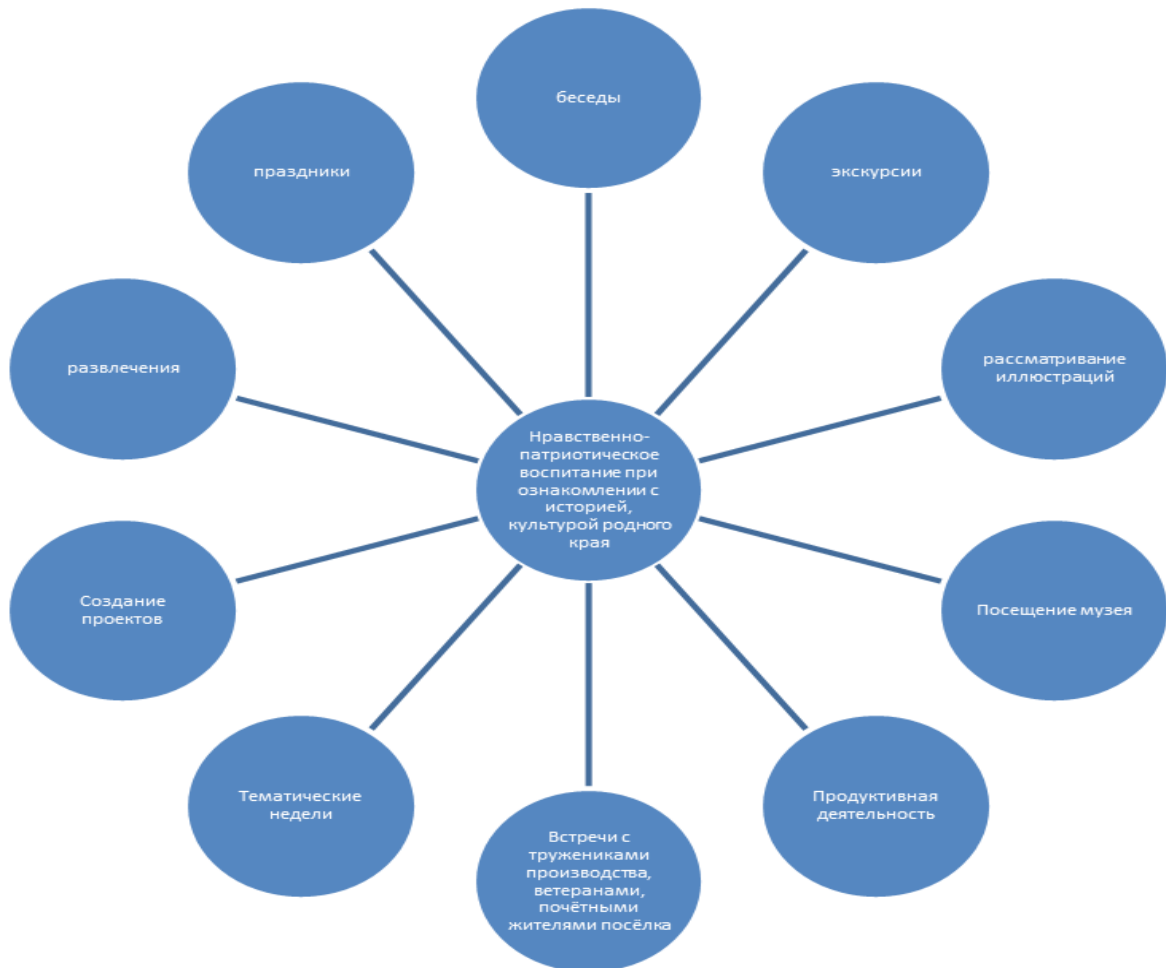 беседы
экскурсии
рассматривание
иллюстраций
Посещение музея
Продуктивная
деятельность
Встречи с
тружениками
производства,
ветеранами,
почётными
жителями посёлка
Тематические
недели
Создание
проектов
развлечения
праздники
Нравственно-
патриотическое
воспитание при
ознакомлении с
историей,
культурой родного
края